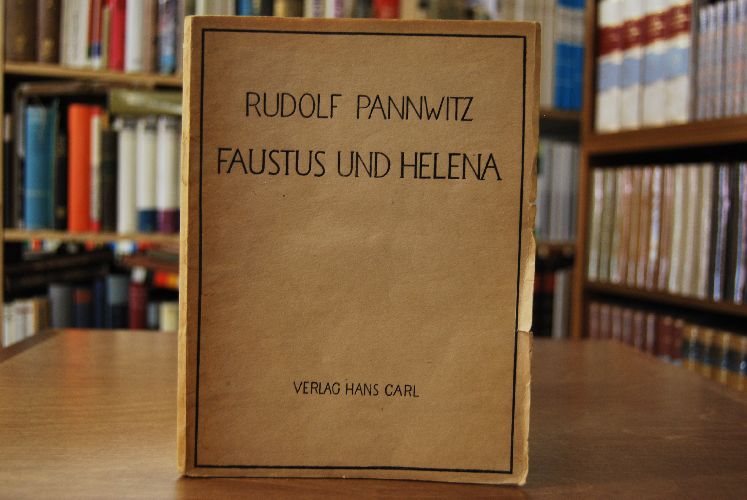 RUDOLF PANNWITZ
FAUSTUS UND HELENA
VERLAG HANS CARL